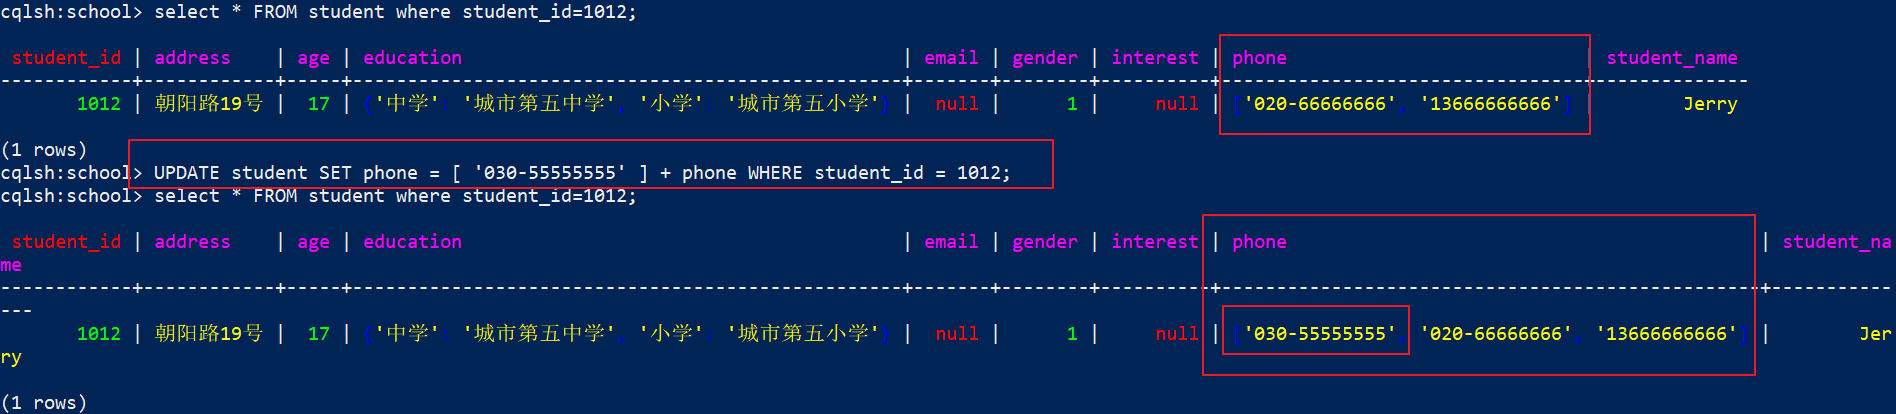 cqlsh:school> select * FROM student where student_id=1012;
student_id | address | age | education | email | gender | interest | phone | student_name
------------+------------+-----+--------------------------------------------------+-------+--------+----------+---------------------------------+--------------
1012 | 朝阳路19号 | 17 | {'中学': '城市第五中学', '小学': '城市第五小学'} | null | 1 | null | ['020-66666666', '13666666666'] | Jerry
(1 rows)
cqlsh:school> UPDATE student SET phone = [ '030-55555555' ] + phone WHERE student_id = 1012;
cqlsh:school> select * FROM student where student_id=1012;
student_id | address | age | education | email | gender | interest | phone | student_na
me
------------+------------+-----+--------------------------------------------------+-------+--------+----------+-------------------------------------------------+-----------
---
1012 | 朝阳路19号 | 17 | {'中学': '城市第五中学', '小学': '城市第五小学'} | null | 1 | null | ['030-55555555', '020-66666666', '13666666666'] | Jer
ry
(1 rows)